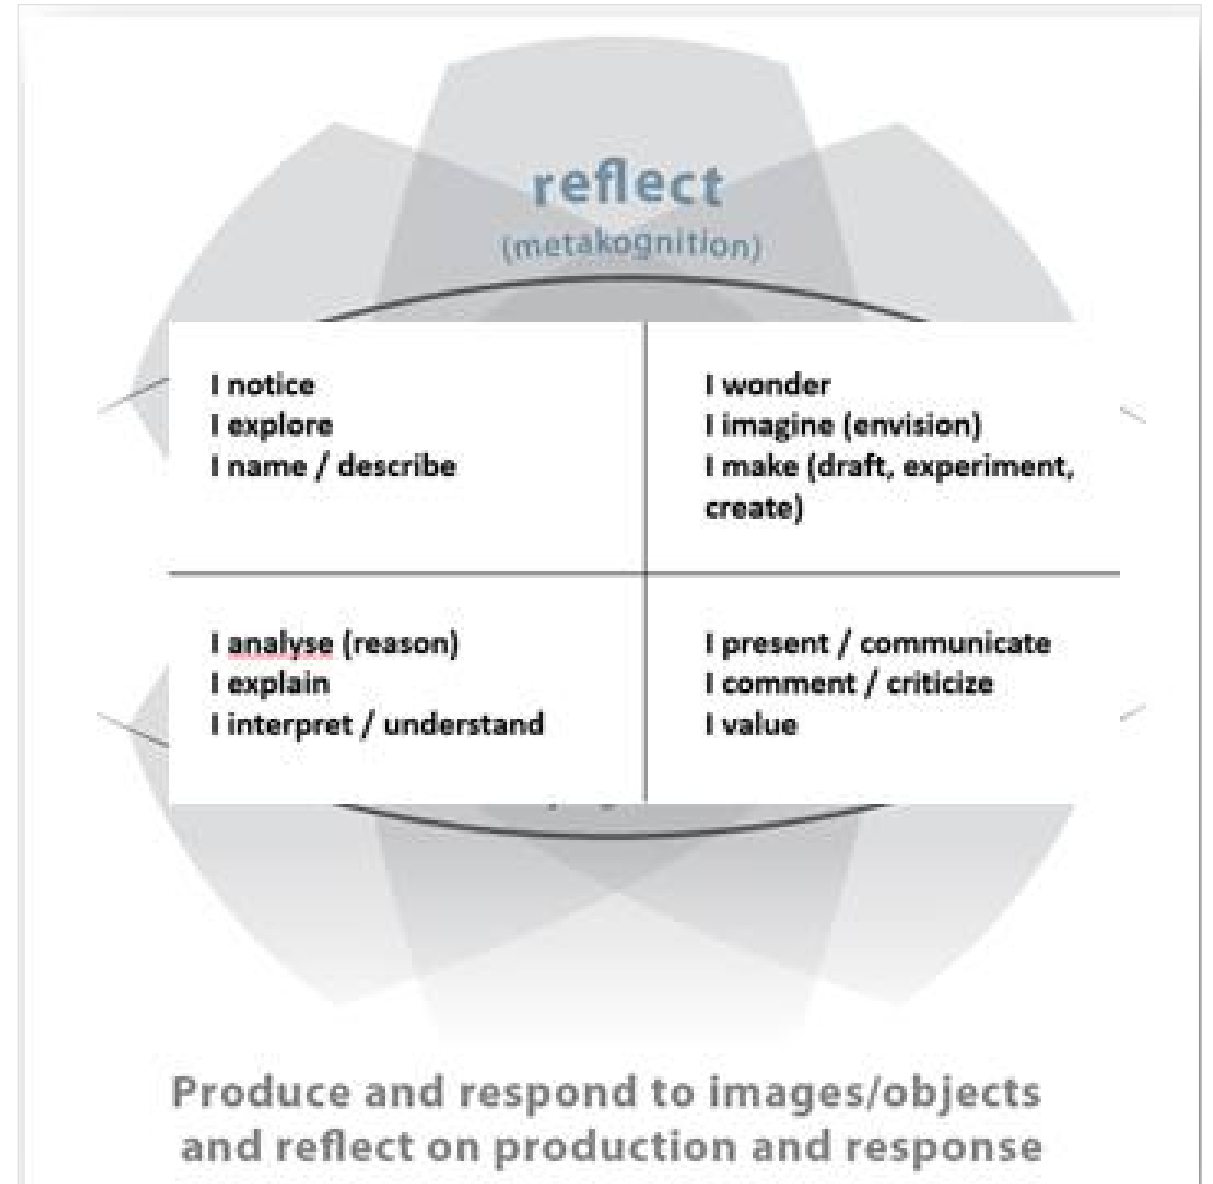 reflect
(metakognition)
I notice
I explore
I name / describe
I wonder
I imagine (envision)
I make (draft, experiment,
create)
I analyse (reason)
I explain
I interpret / understand
I present / communicate
I comment / criticize
I value
Produce and respond to images/objects
and reflect on production and response